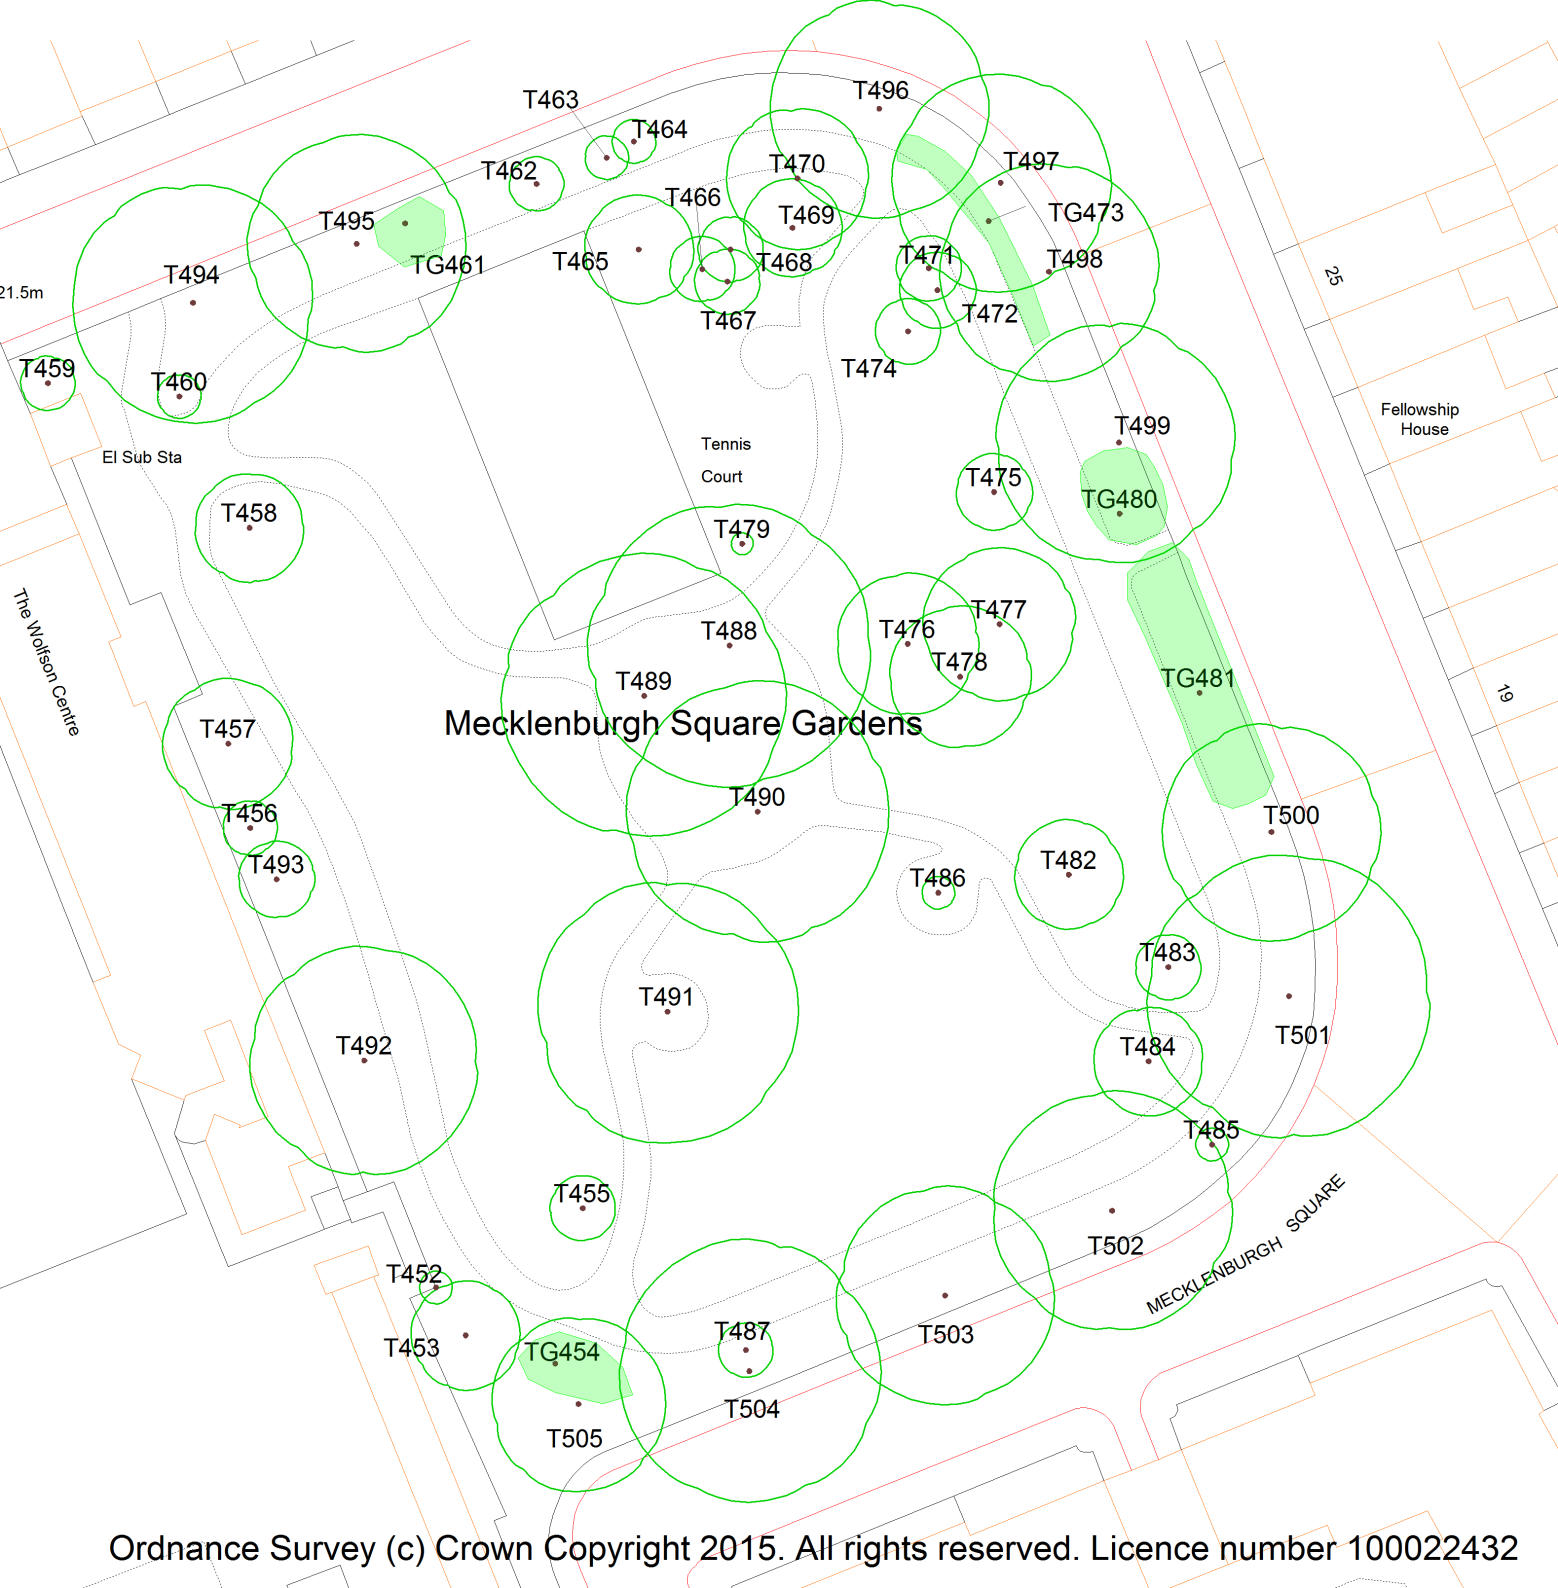 T496
T463
T464
T497
T470
T462
T466
TG473
T469
T495
T471
T498
T465
TG461
T468
T494
25
21.5m
T472
T467
T459
T474
T460
Fellowship
House
T499
Tennis
El Sub Sta
Court
T475
TG480
T458
T479
T477
T488
T476
The Wolfson Centre
T478
T489
TG481
19
Mecklenburgh Square Gardens
T457
T490
T456
T500
T493
T482
T486
T483
T491
T501
T492
T484
T485
T455
MECKLENBURGH SQUARE
T502
T452
T487
T503
T453
TG454
T504
T505
Ordnance Survey (c) Crown Copyright 2015. All rights reserved. Licence number 100022432